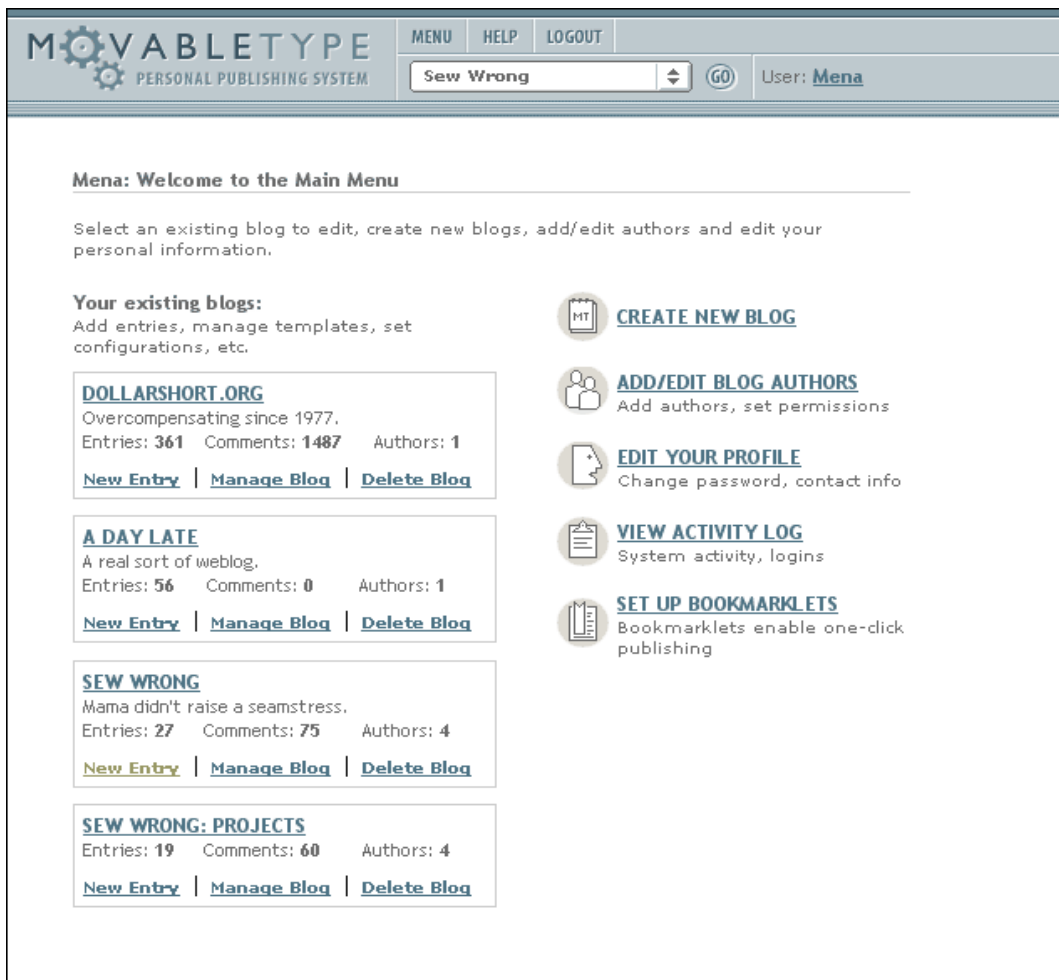 MOVABLETYPE
PERSONAL PUBLISHING SYSTEM
MENU HELP LOGOUT
Sew Wrong GO User: Mena
Mena: Welcome to the Main Menu
Select an existing blog to edit, create new blogs, add/edit authors and edit your
personal information.
Your existing blogs:
Add entries, manage templates, set
configurations, etc.
DOLLARSHORT.ORG
Overcompensating since 1977.
Entries: 361 Comments: 1487 Authors: 1
New Entry | Manage Blog | Delete Blog
A DAY LATE
A real sort of weblog.
Entries: 56 Comments: 0 Authors: 1
New Entry | Manage Blog | Delete Blog
SEW WRONG
Mama didn't raise a seamstress.
Entries: 27 Comments: 75 Authors: 4
New Entry | Manage Blog | Delete Blog
SEW WRONG: PROJECTS
Entries: 19 Comments: 60 Authors: 4
New Entry | Manage Blog | Delete Blog
MT CREATE NEW BLOG
ADD/EDIT BLOG AUTHORS
Add authors, set permissions
EDIT YOUR PROFILE
Change password, contact info
VIEW ACTIVITY LOG
System activity, logins
SET UP BOOKMARKLETS
Bookmarklets enable one-click
publishing